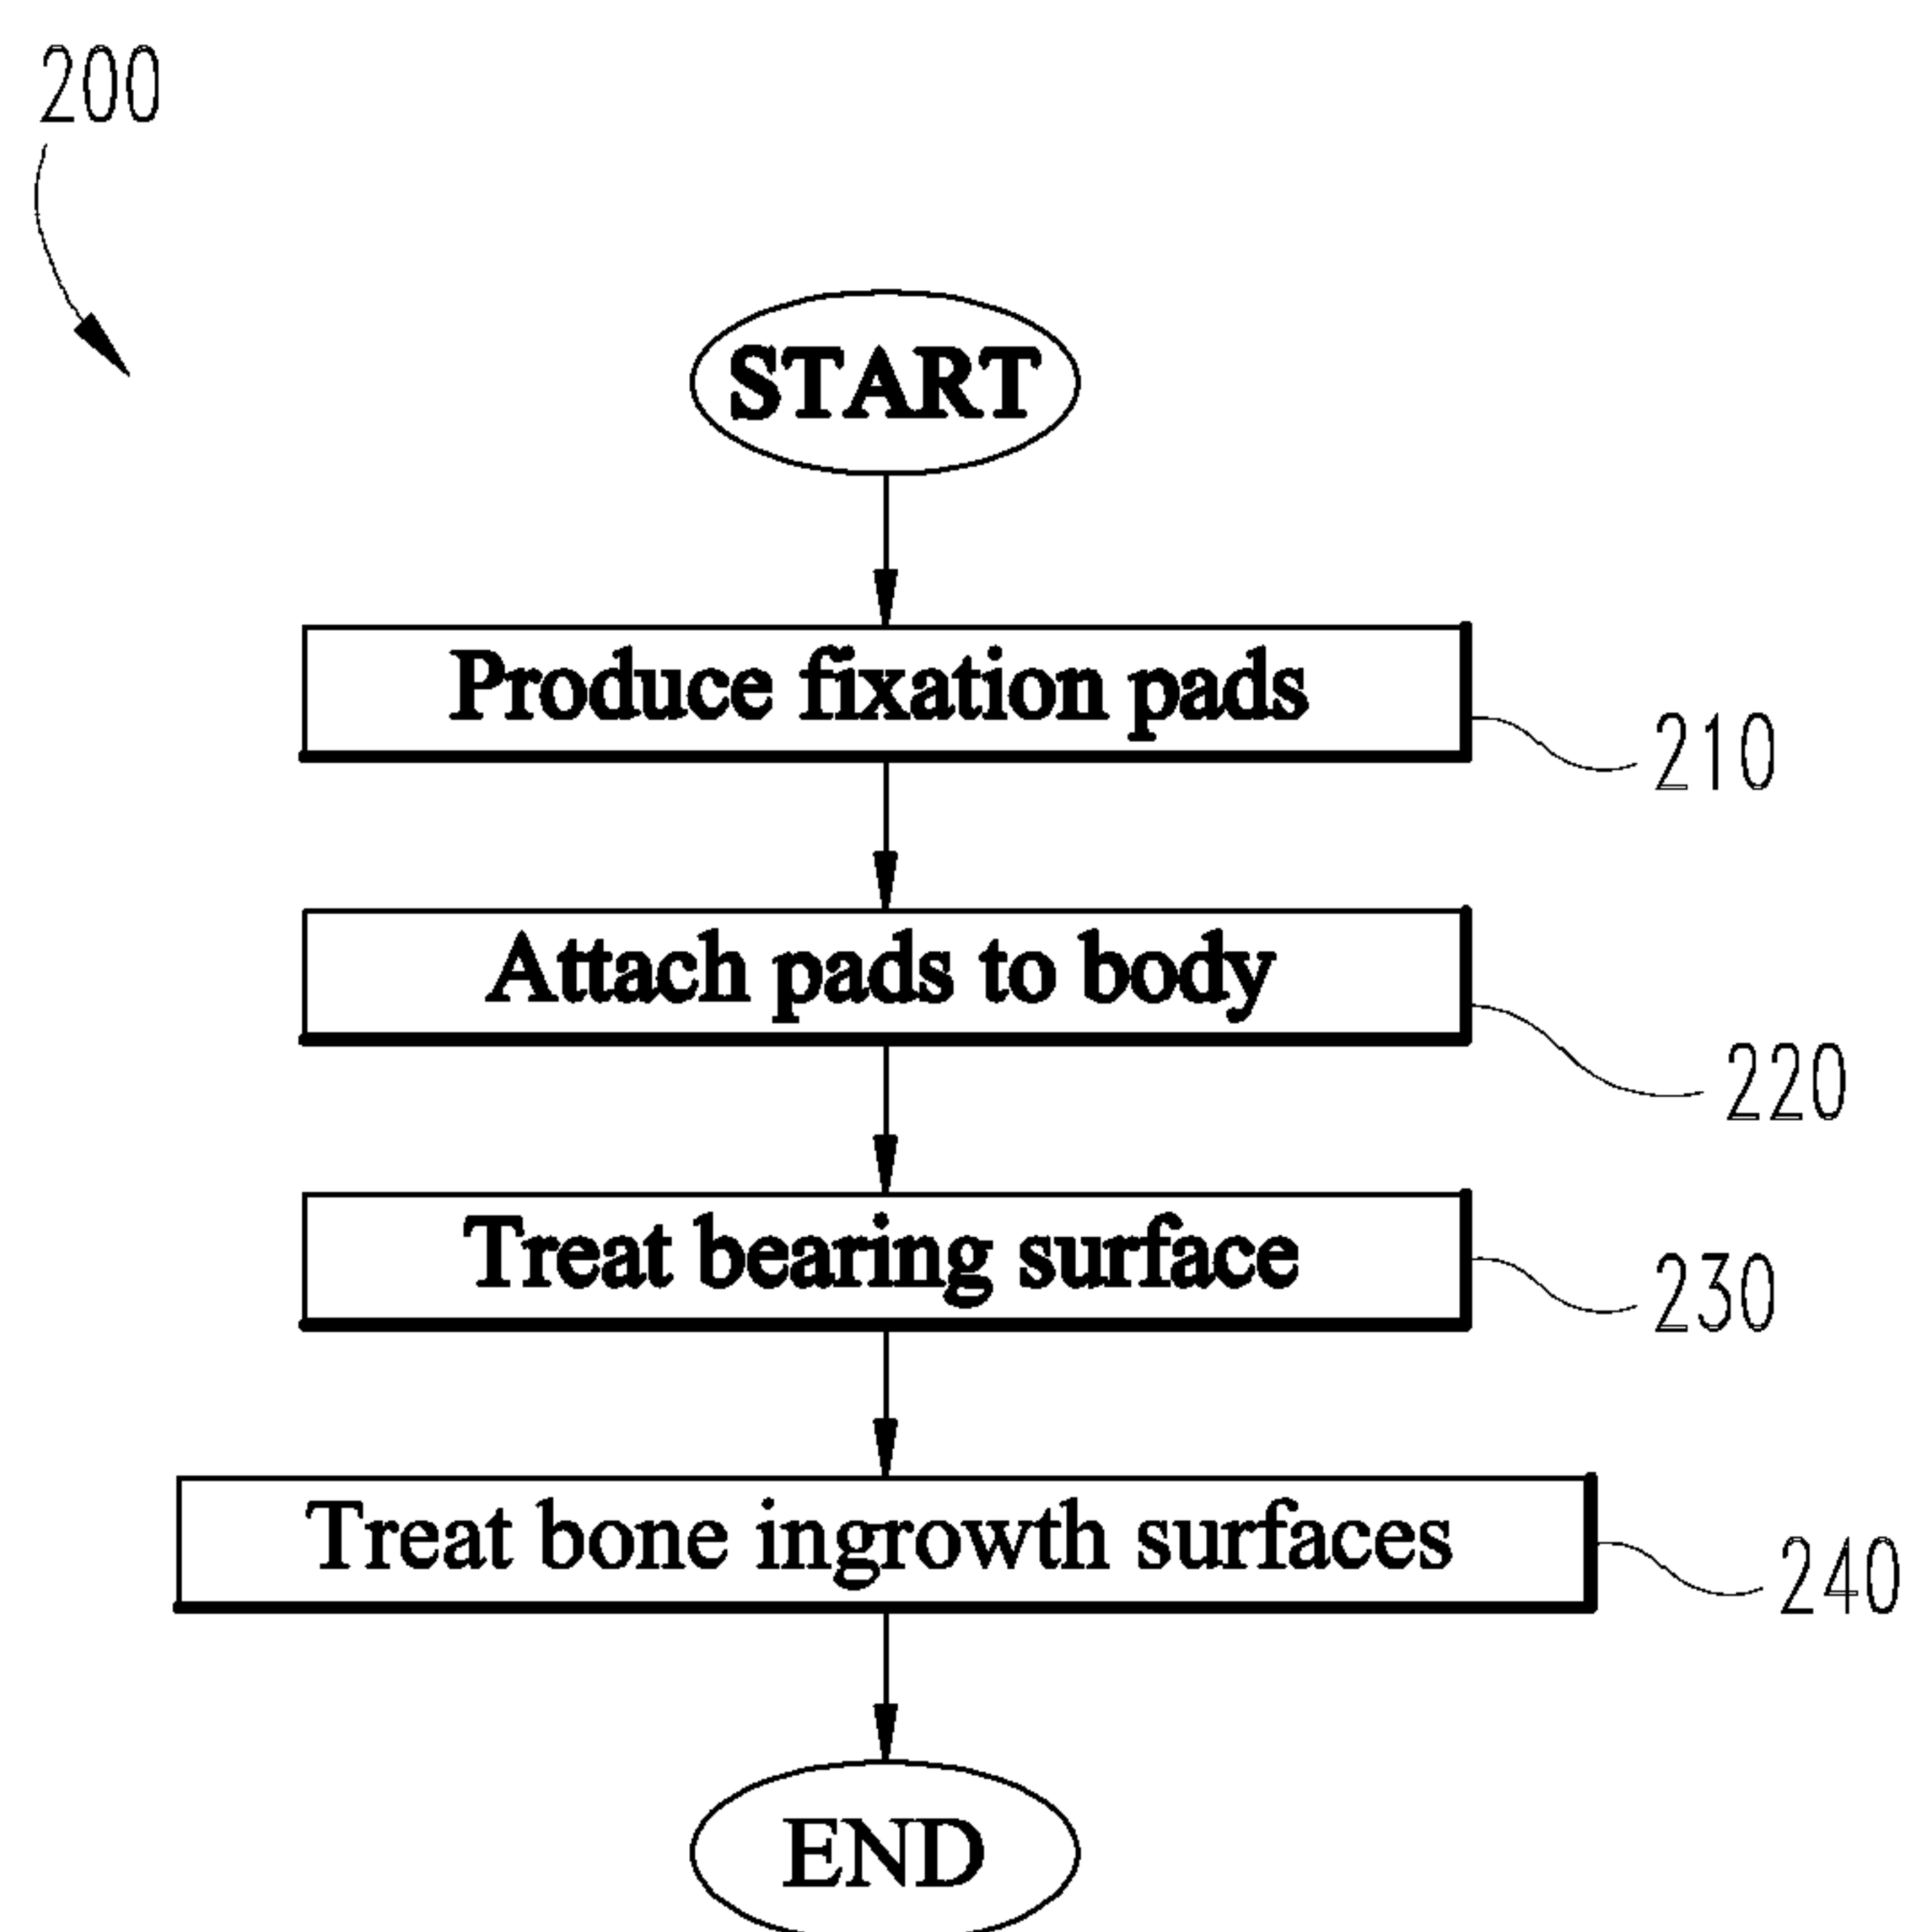 200
START
Produce fixation pads
210
Attach pads to body
220
Treat bearing surface
230
Treat bone ingrowth surfaces
240
END